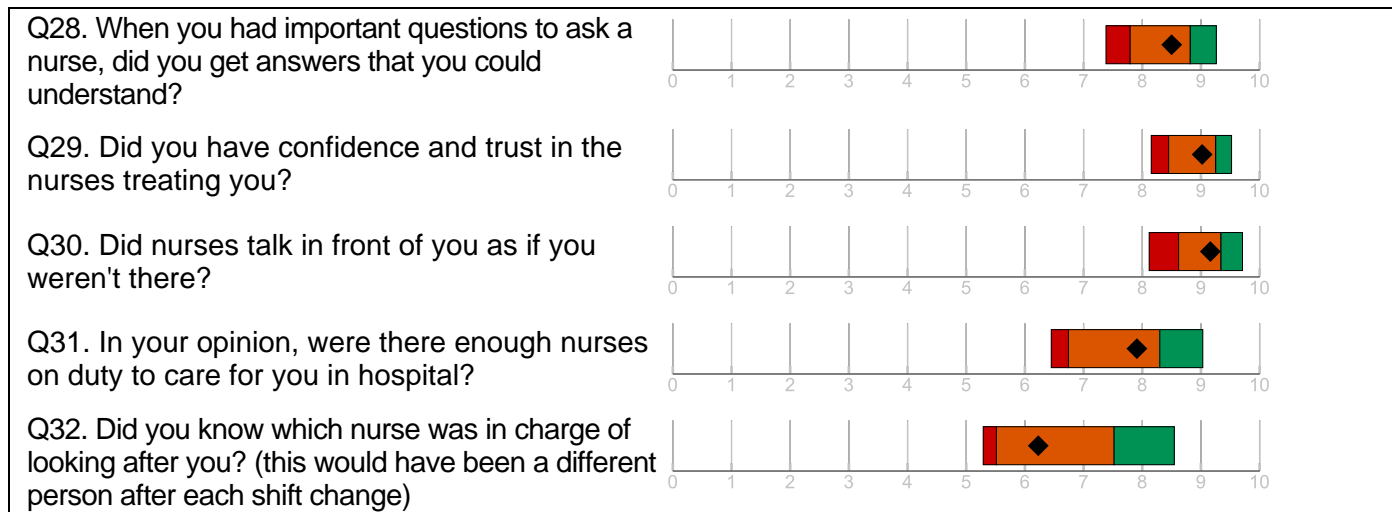 Q28. When you had important questions to ask a
nurse, did you get answers that you could
understand?
0 1 2 3 4 5 6 7 8 9 10
Q29. Did you have confidence and trust in the
nurses treating you?
0 1 2 3 4 5 6 7 8 9 10
Q30. Did nurses talk in front of you as if you
weren't there?
0 1 2 3 4 5 6 7 8 9 10
Q31. In your opinion, were there enough nurses
on duty to care for you in hospital?
0 1 2 3 4 5 6 7 8 9 10
Q32. Did you know which nurse was in charge of
looking after you? (this would have been a different
person after each shift change)
0 1 2 3 4 5 6 7 8 9 10